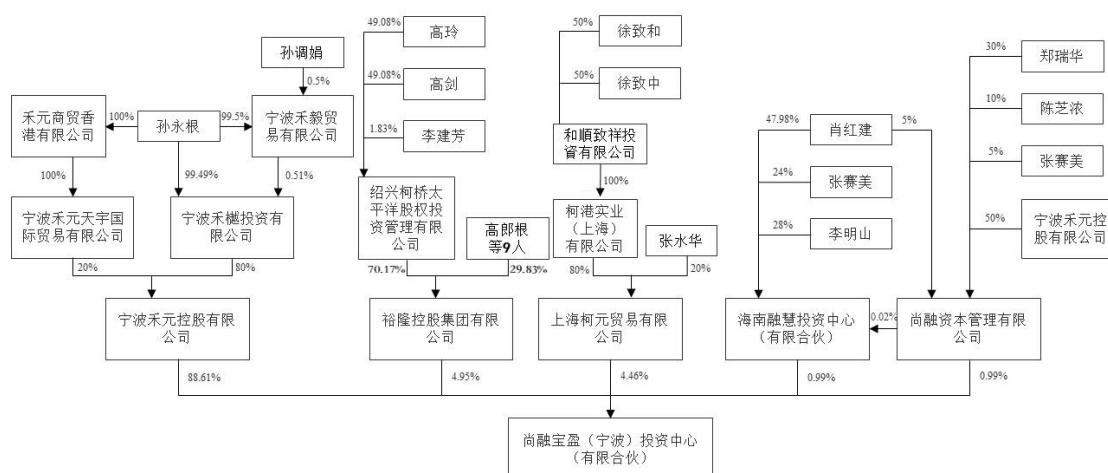 孙调娟
0.5%
禾元商贸香
港有限公司
100%
孙永根
99.5%
宁波禾毅贸
易有限公司
100%
99.49%
0.51%
宁波禾元天宇国
际贸易有限公司
宁波禾樾投资有
限公司
20%
80%
宁波禾元控股有限公
司
88.61%
49.08%
高玲
49.08%
高剑
1.83%
李建芳
绍兴柯桥太
平洋股权投
资管理有限
公司
高郎根
等9人
70.17%
29.83%
裕隆控股集团有限公
司
4.95%
50%
徐致和
50%
徐致中
和順致祥投
資有限公司
100%
柯港实业
（上海）
有限公司
张水华
80%
20%
上海柯元贸易有限公
司
4.46%
47.98%
肖红建
5%
24%
张赛美
28%
李明山
海南融慧投资中心
（有限合伙）
0.02%
0.99%
30%
郑瑞华
10%
陈芝浓
5%
张赛美
50%
宁波禾元控
股有限公司
尚融资本管理有限公
司
0.99%
尚融宝盈（宁波）投资中心
（有限合伙）